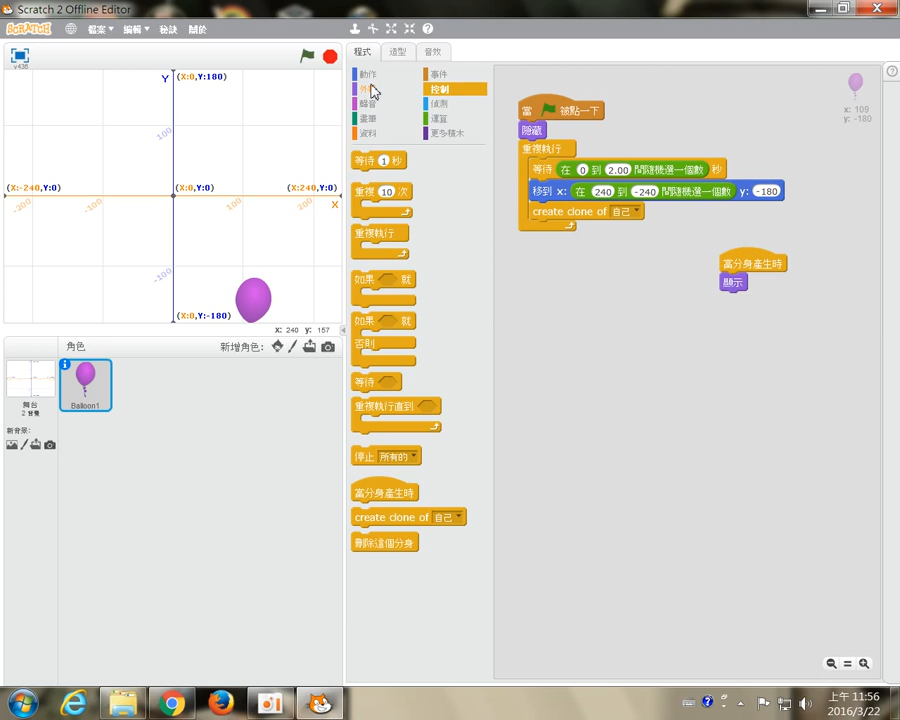 Scratch 2 Offline Editor
SCRATCH 檔案 編輯 秘訣 關於
v438
程式 造型 音效
動作 事件
控制
聲音 偵測
畫筆 運算
資料 更多積木
等待 1 秒
重複 10 次
重複執行
如果 就
如果 就
否則
等待
重複執行直到
停止 所有的
當分身產生時
create clone of 自己
刪除這個分身
Y (X:0,Y:180)
100
(X:-240,Y:0) (X:0,Y:0) (X:240,Y:0)
-200 -100 100 200 X
-100
(X:0,Y:-180)
x: 240 y: 157
角色 新增角色:
舞台
2 背景
新背景:
Balloon1
當 被點一下
隱藏
重複執行
等待 在 0 到 2.00 間隨機選一個數 秒
移到 x: 在 240 到 -240 間隨機選一個數 y: -180
create clone of 自己
當分身產生時
顯示
x: 109
y: -180
上午 11:56
2016/3/22